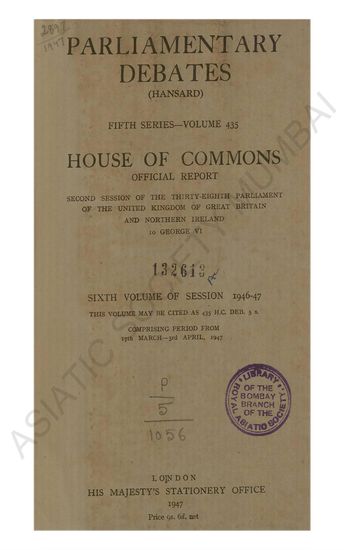 2892
1947
PARLIAMENTARY
DEBATES
(HANSARD)
FIFTH SERIES—VOLUME 435
HOUSE OF COMMONS
OFFICIAL REPORT
SECOND SESSION OF THE THIRTY-EIGHTH PARLIAMENT
OF THE UNITED KINGDOM OF GREAT BRITAIN
AND NORTHERN IRELAND
10 GEORGE VI
132613
SIXTH VOLUME OF SESSION 1946-47
THIS VOLUME MAY BE CITED AS 435 H.C. DEB. 5 s.
COMPRISING PERIOD FROM
—3rd APRIL, 1947
P
5
1056
LIBRARY
OF THE
BOMBAY
BRANCH
OF THE
ROYAL ASIATIC SOCIETY
LONDON
HIS MAJESTY'S STATIONERY OFFICE
1947
Price 9s. 6d. net
ASIATIC SOCIETY MUMBAI